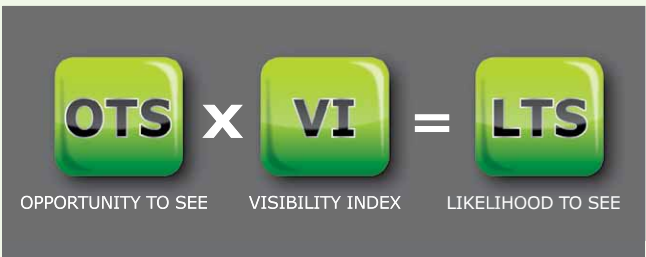 OTS x VI = LTS
OPPORTUNITY TO SEE VISIBILITY INDEX LIKELIHOOD TO SEE